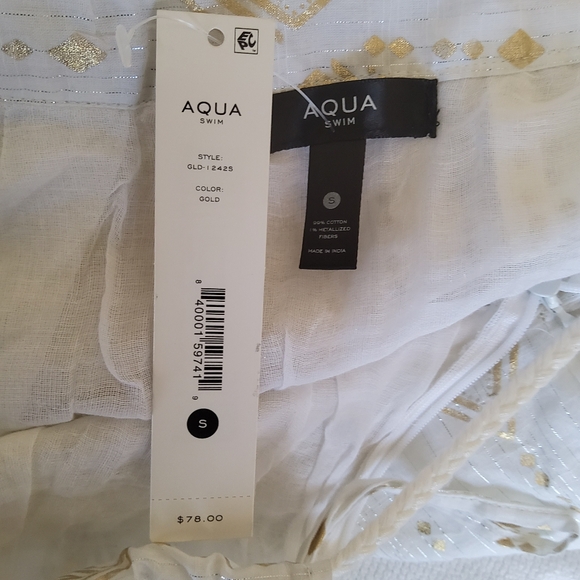 AQUA
SWIM
STYLE:
GLD-12425
COLOR:
GOLD
8 40001 59741 9
S
$78.00
AQUA
SWIM
S
99% COTTON
1% METALLIZED
FIBERS
MADE IN INDIA